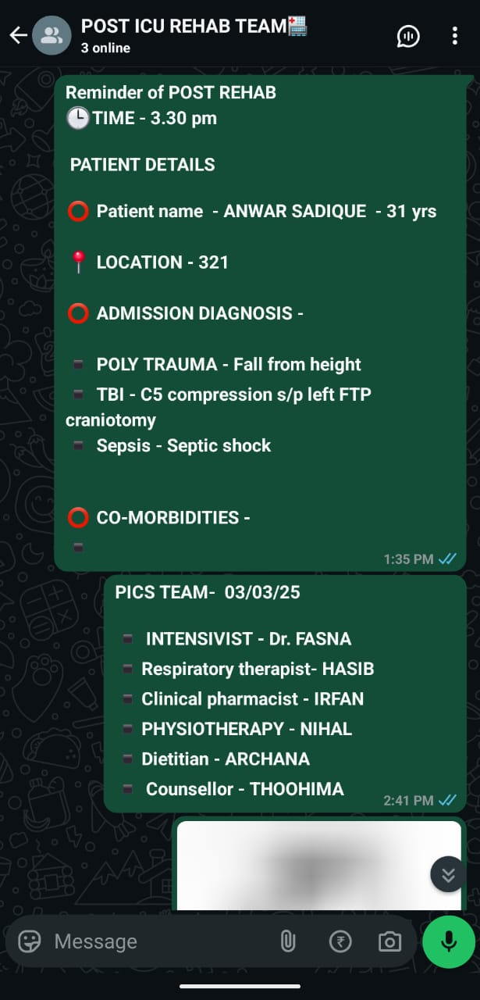 POST ICU REHAB TEAM🏥
3 online
Reminder of POST REHAB
🕒TIME - 3.30 pm
PATIENT DETAILS
⭕ Patient name - ANWAR SADIQUE - 31 yrs
📍 LOCATION - 321
⭕ ADMISSION DIAGNOSIS -
▪️ POLY TRAUMA - Fall from height
▪️ TBI - C5 compression s/p left FTP
craniotomy
▪️ Sepsis - Septic shock
⭕ CO-MORBIDITIES -
▪️
1:35 PM
PICS TEAM- 03/03/25
▪️ INTENSIVIST - Dr. FASNA
▪️ Respiratory therapist- HASIB
▪️ Clinical pharmacist - IRFAN
▪️ PHYSIOTHERAPY - NIHAL
▪️ Dietitian - ARCHANA
▪️ Counsellor - THOOHIMA
2:41 PM
Message